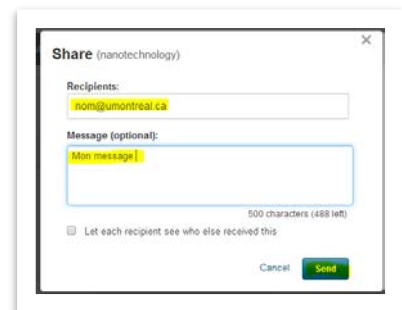 Share (nanotechnology)
Recipients:
nom@umontreal.ca
Message (optional):
Mon message
500 characters (488 left)
Let each recipient see who else received this
Cancel Send